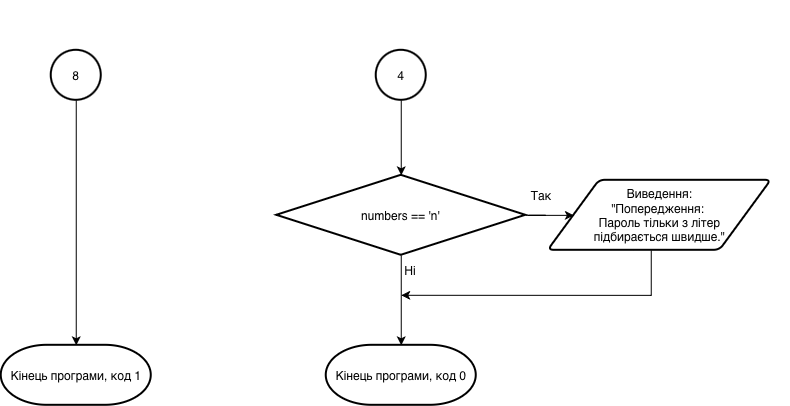 8
4
numbers == 'n'
Так
Виведення:
"Попередження:
Пароль тільки з літер
підбирається швидше."
Ні
Кінець програми, код 1
Кінець програми, код 0